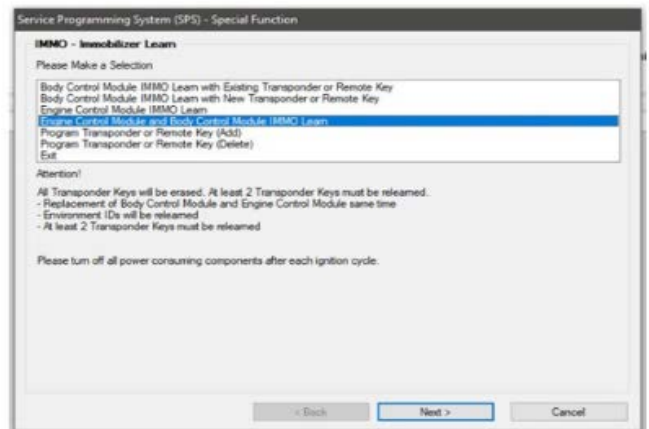 Service Programming System (SPS) - Special Function
IMMO - Immobilizer Learn
Please Make a Selection
Body Control Module IMMO Learn with Existing Transponder or Remote Key
Body Control Module IMMO Learn with New Transponder or Remote Key
Engine Control Module IMMO Learn
Engine Control Module and Body Control Module IMMO Learn
Program Transponder or Remote Key (Add)
Program Transponder or Remote Key (Delete)
Exit
Attention!
All Transponder Keys will be erased. At least 2 Transponder Keys must be relearned.
- Replacement of Body Control Module and Engine Control Module same time
- Environment IDs will be relearned
- At least 2 Transponder Keys must be relearned
Please turn off all power consuming components after each ignition cycle.
< Back Next > Cancel